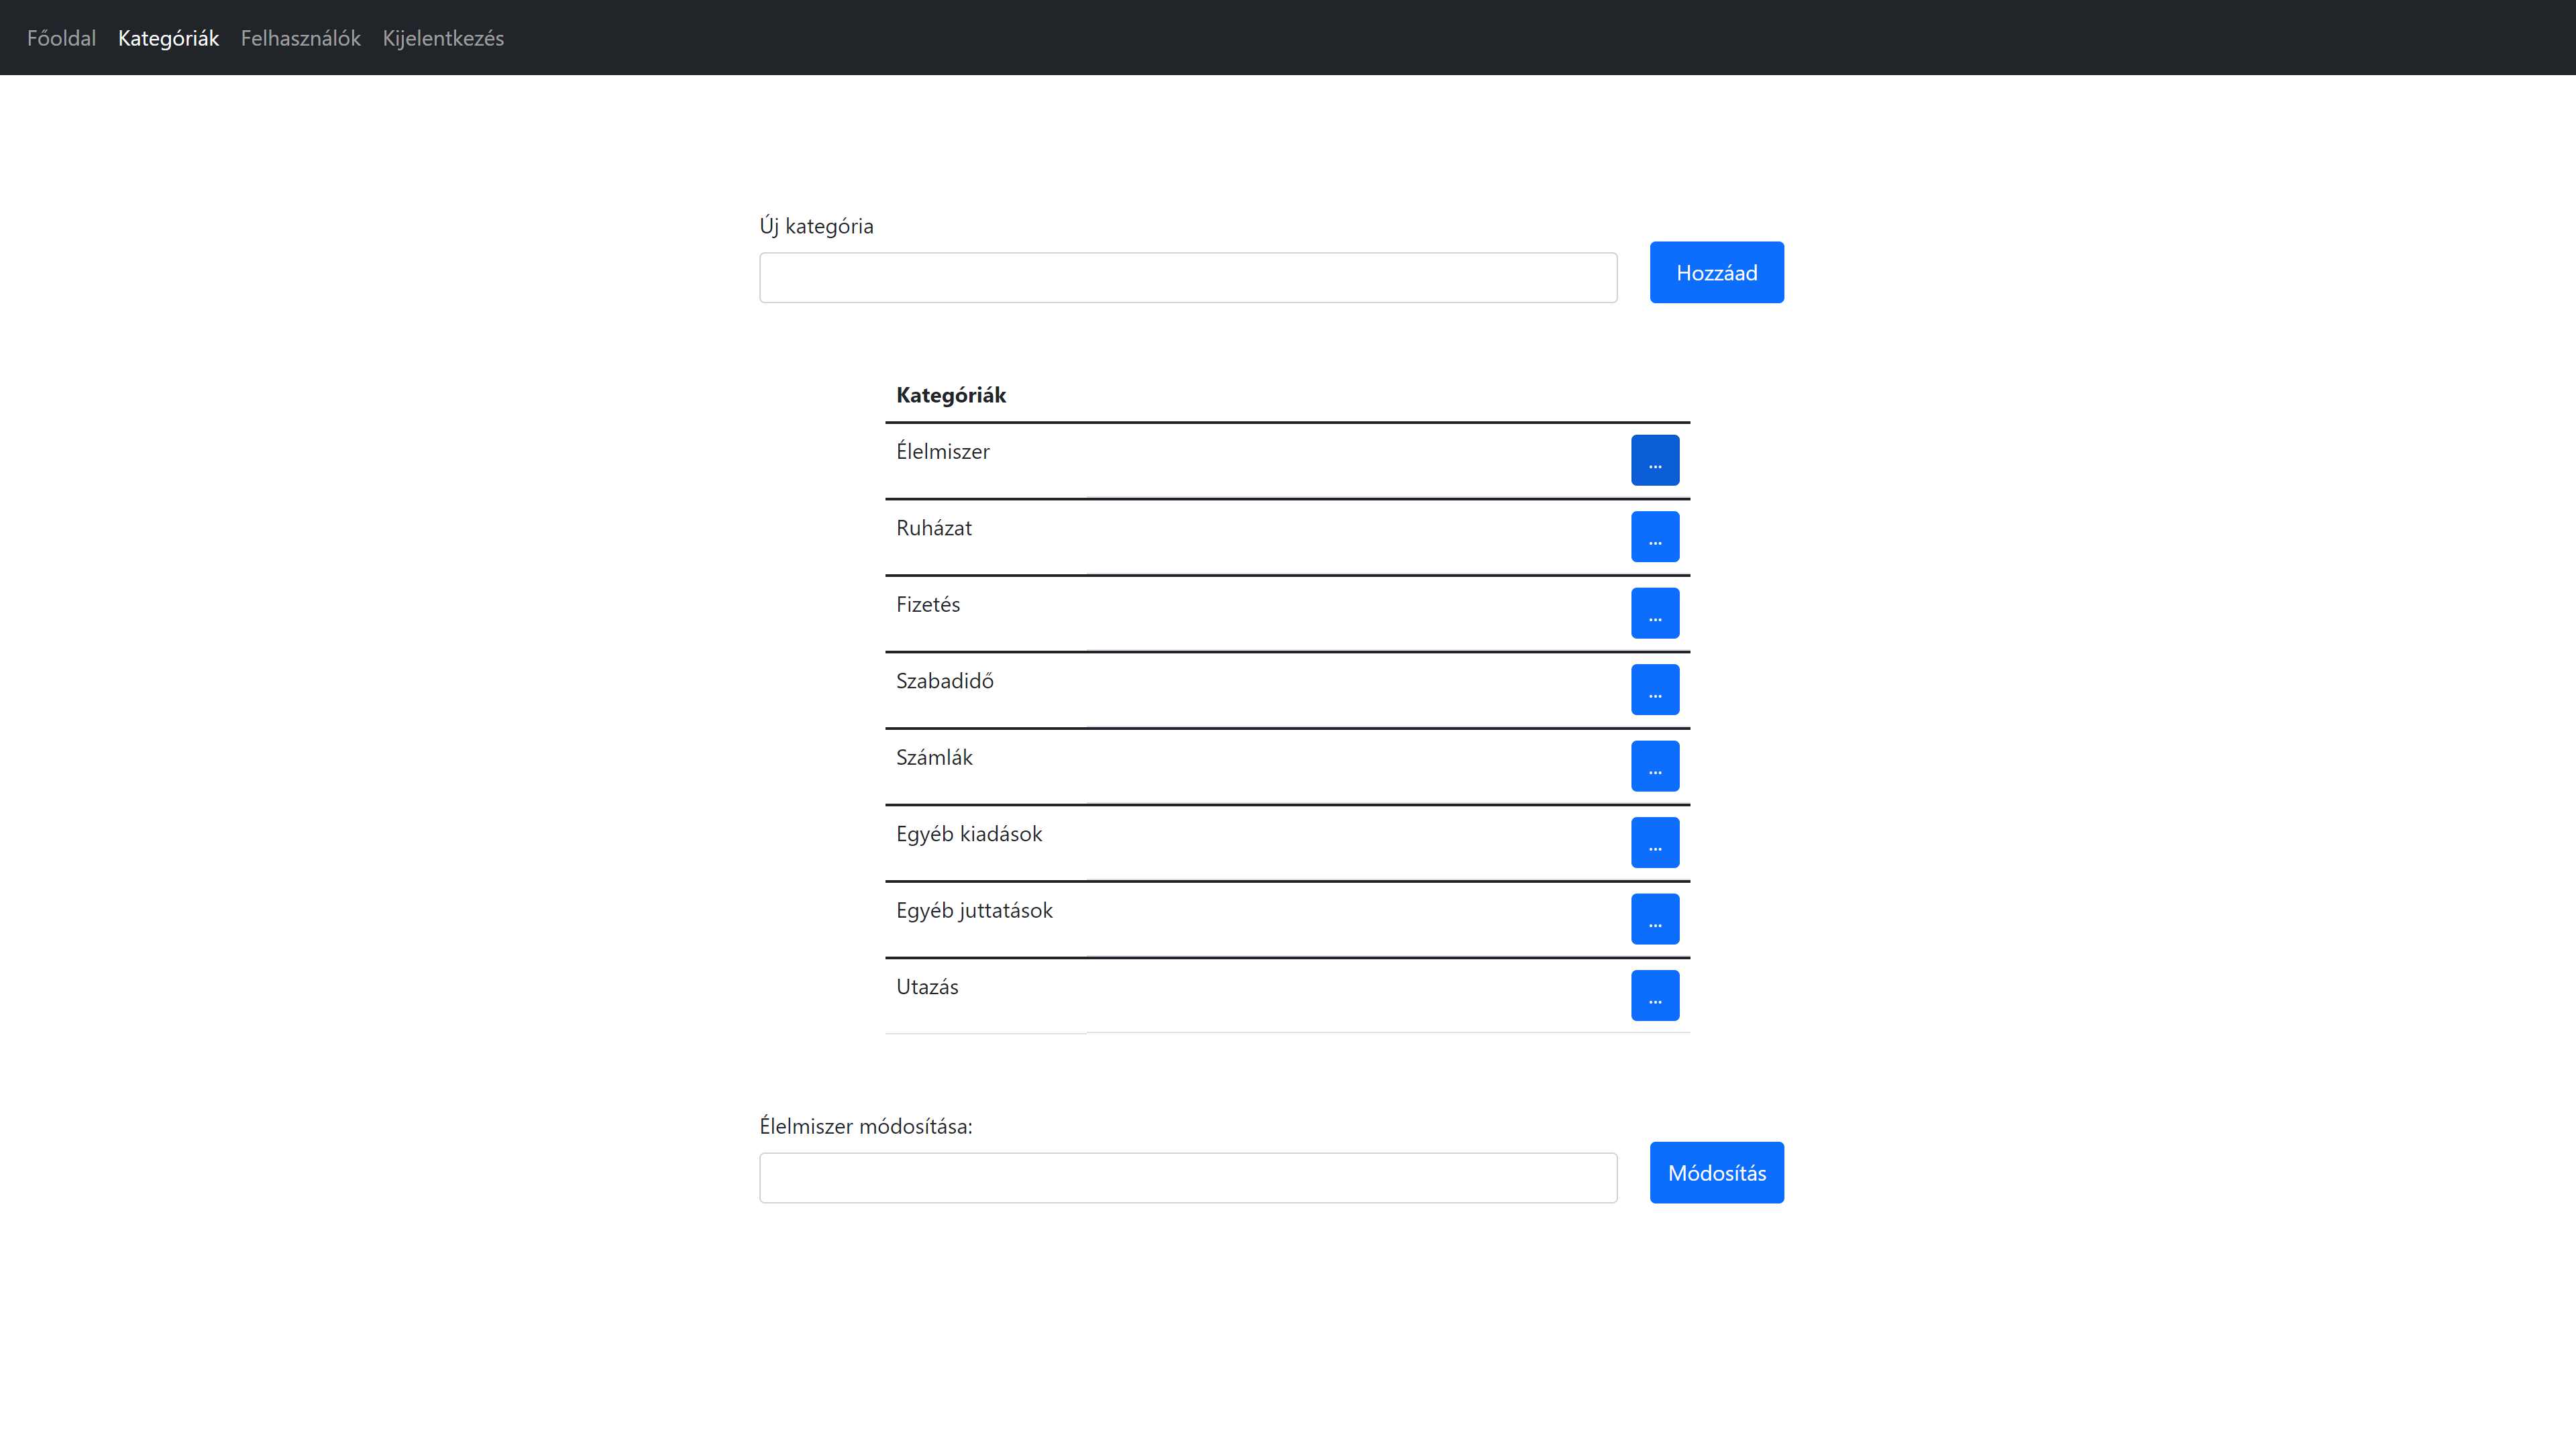 Főoldal Kategóriák Felhasználók Kijelentkezés
Új kategória
Hozzáad
Kategóriák
Élelmiszer ...
Ruházat ...
Fizetés ...
Szabadidő ...
Számlák ...
Egyéb kiadások ...
Egyéb juttatások ...
Utazás ...
Élelmiszer módosítása:
Módosítás